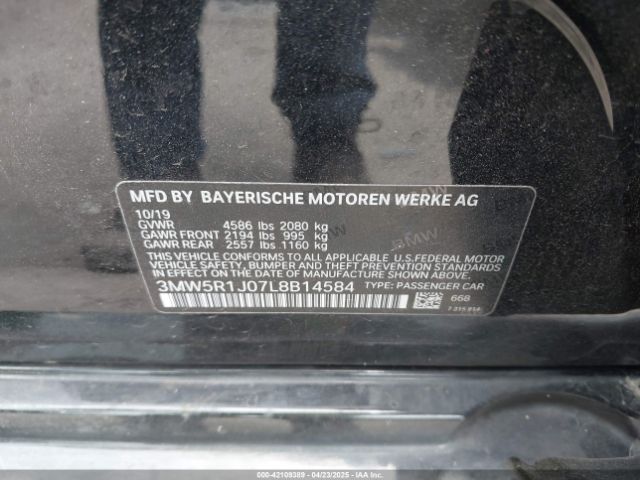 MFD BY BAYERISCHE MOTOREN WERKE AG
10/19
GVWR 4586 lbs 2080 kg
GAWR FRONT 2194 lbs 995 kg
GAWR REAR 2557 lbs 1160 kg
THIS VEHICLE CONFORMS TO ALL APPLICABLE U.S. FEDERAL MOTOR
VEHICLE SAFETY, BUMPER AND THEFT PREVENTION STANDARDS
IN EFFECT ON THE DATE OF MANUFACTURE SHOWN ABOVE.
3MW5R1J07L8B14584 TYPE: PASSENGER CAR
668
BMW
000-42109389 04/23/2025 IAA